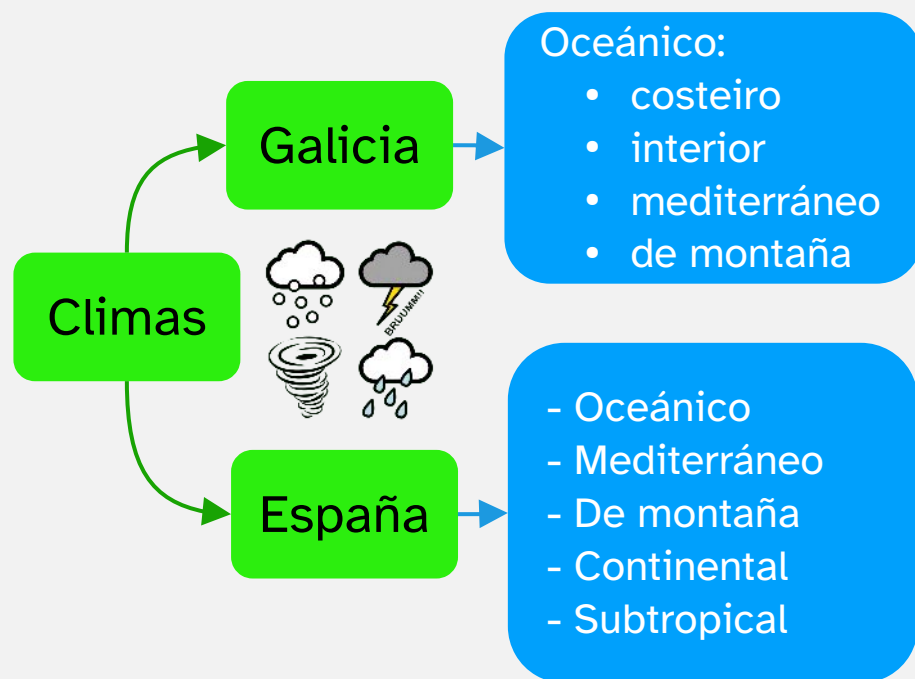 Climas
Galicia
Oceánico:
• costeiro
• interior
• mediterráneo
• de montaña
BRUUMM!!
España
- Oceánico
- Mediterráneo
- De montaña
- Continental
- Subtropical